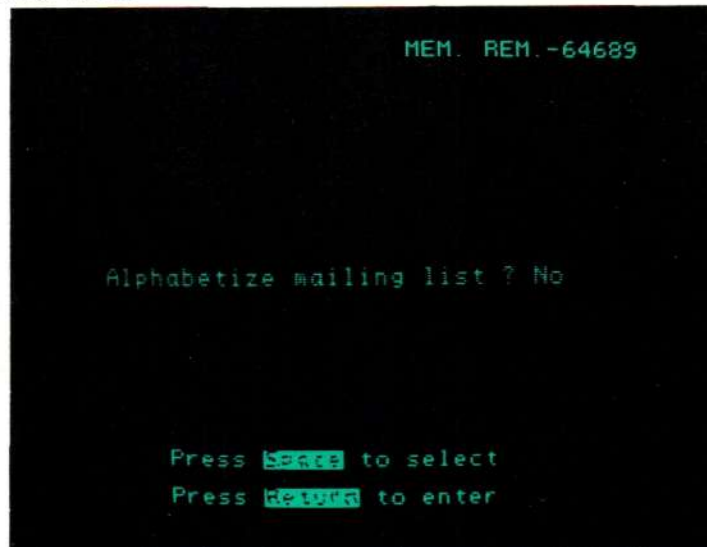 MEM. REM.-64689
Alphabetize mailing list ? No
Press Space to select
Press Return to enter